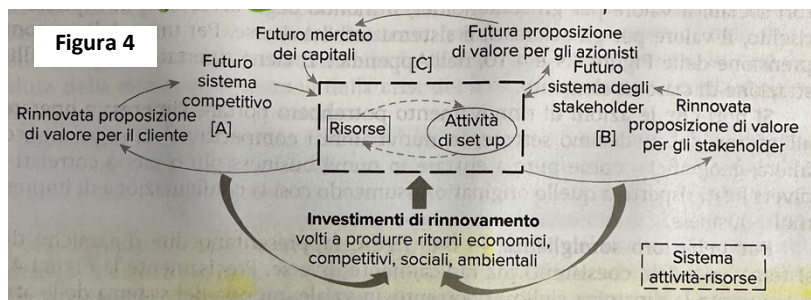 Figura 4
Futuro mercato
dei capitali
Futura proposizione
di valore per gli azionisti
[C]
Futuro
sistema
competitivo
[A]
Rinnovata proposizione
di valore per il cliente
Risorse
Attività
di set up
Futuro
sistema degli
stakeholder
[B]
Rinnovata
proposizione di valore
per gli stakeholder
Investimenti di rinnovamento
volti a produrre ritorni economici,
competitivi, sociali, ambientali
Sistema
attività-risorse